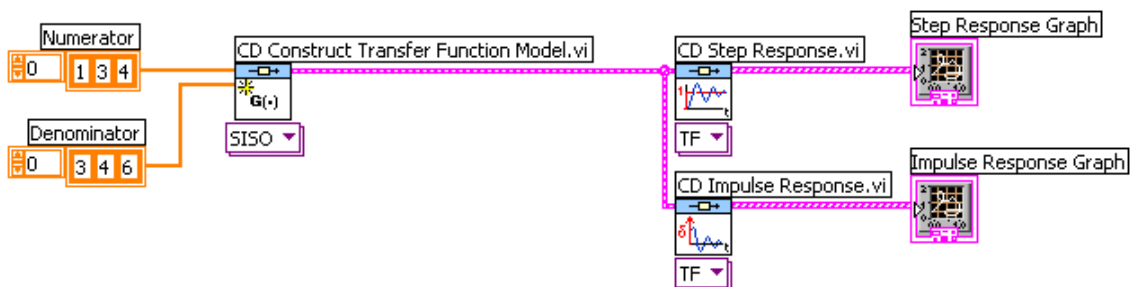 Step Response Graph
Numerator
CD Construct Transfer Function Model.vi
CD Step Response.vi
0
1 3 4
G(·)
1
t
SISO
TF
Denominator
0
3 4 6
Impulse Response Graph
CD Impulse Response.vi
δ
t
TF